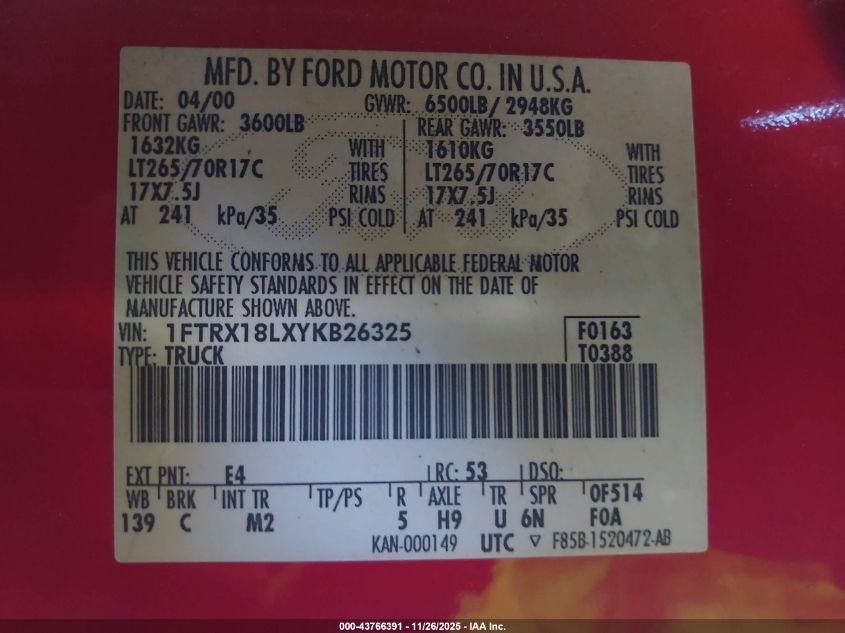 MFD. BY FORD MOTOR CO. IN U.S.A.
DATE: 04/00 GVWR: 6500LB/ 2948KG
FRONT GAWR: 3600LB REAR GAWR: 3550LB
1632KG WITH 1610KG WITH
LT265/70R17C TIRES LT265/70R17C TIRES
17X7.5J RIMS 17X7.5J RIMS
AT 241 kPa/35 PSI COLD AT 241 kPa/35 PSI COLD
THIS VEHICLE CONFORMS TO ALL APPLICABLE FEDERAL MOTOR
VEHICLE SAFETY STANDARDS IN EFFECT ON THE DATE OF
MANUFACTURE SHOWN ABOVE.
VIN: 1FTRX18LXYKB26325 F0163
TYPE: TRUCK T0388
EXT PNT: E4 RC: 53 DSO:
WB BRK INT TR TP/PS R AXLE TR SPR 0F514
139 C M2 5 H9 U 6N F0A
KAN-000149 UTC ▽ F85B-1520472-AB
000-43766391 - 11/26/2025 - IAA Inc.